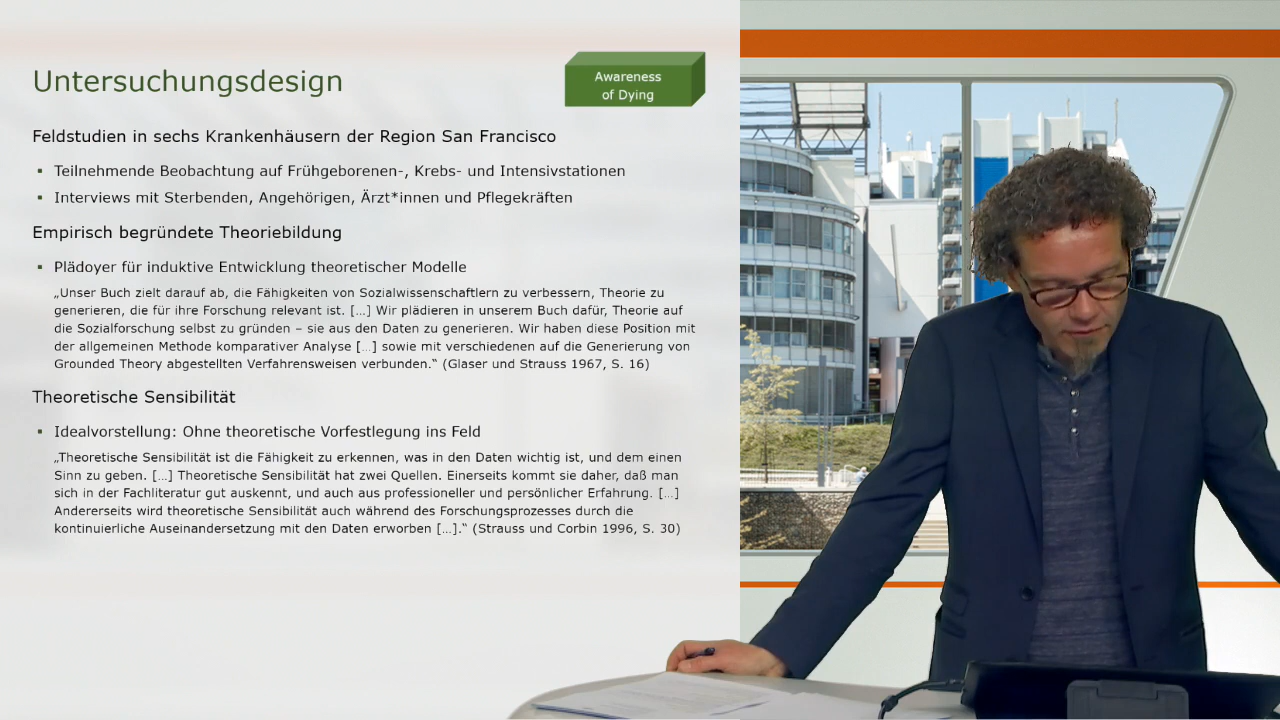 Untersuchungsdesign
Awareness
of Dying
Feldstudien in sechs Krankenhäusern der Region San Francisco
▪ Teilnehmende Beobachtung auf Frühgeborenen-, Krebs- und Intensivstationen
▪ Interviews mit Sterbenden, Angehörigen, Ärzt*innen und Pflegekräften
Empirisch begründete Theoriebildung
▪ Plädoyer für induktive Entwicklung theoretischer Modelle
„Unser Buch zielt darauf ab, die Fähigkeiten von Sozialwissenschaftlern zu verbessern, Theorie zu
generieren, die für ihre Forschung relevant ist. […] Wir plädieren in unserem Buch dafür, Theorie auf
die Sozialforschung selbst zu gründen – sie aus den Daten zu generieren. Wir haben diese Position mit
der allgemeinen Methode komparativer Analyse […] sowie mit verschiedenen auf die Generierung von
Grounded Theory abgestellten Verfahrensweisen verbunden.“ (Glaser und Strauss 1967, S. 16)
Theoretische Sensibilität
▪ Idealvorstellung: Ohne theoretische Vorfestlegung ins Feld
„Theoretische Sensibilität ist die Fähigkeit zu erkennen, was in den Daten wichtig ist, und dem einen
Sinn zu geben. […] Theoretische Sensibilität hat zwei Quellen. Einerseits kommt sie daher, daß man
sich in der Fachliteratur gut auskennt, und auch aus professioneller und persönlicher Erfahrung. […]
Andererseits wird theoretische Sensibilität auch während des Forschungsprozesses durch die
kontinuierliche Auseinandersetzung mit den Daten erworben […].“ (Strauss und Corbin 1996, S. 30)